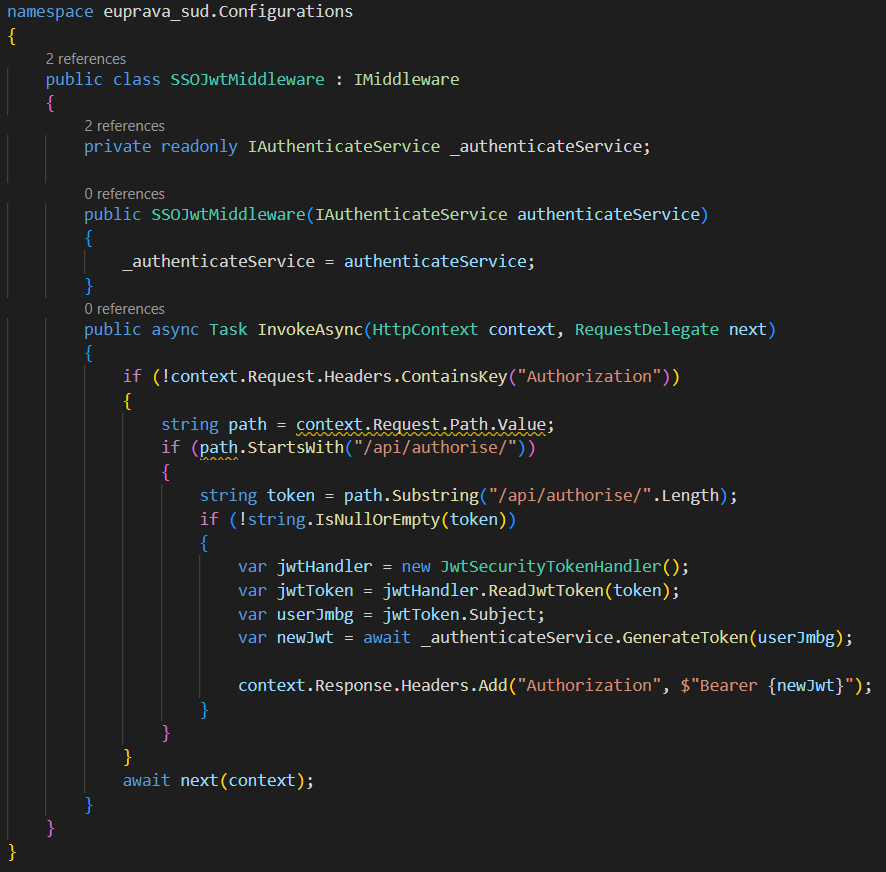 namespace euprava_sud.Configurations
{
2 references
public class SSOJwtMiddleware : IMiddleware
{
2 references
private readonly IAuthenticateService _authenticateService;
0 references
public SSOJwtMiddleware(IAuthenticateService authenticateService)
{
_authenticateService = authenticateService;
}
0 references
public async Task InvokeAsync(HttpContext context, RequestDelegate next)
{
if (!context.Request.Headers.ContainsKey("Authorization"))
{
string path = context.Request.Path.Value;
if (path.StartsWith("/api/authorise/"))
{
string token = path.Substring("/api/authorise/".Length);
if (!string.IsNullOrEmpty(token))
{
var jwtHandler = new JwtSecurityTokenHandler();
var jwtToken = jwtHandler.ReadJwtToken(token);
var userJmbg = jwtToken.Subject;
var newJwt = await _authenticateService.GenerateToken(userJmbg);
context.Response.Headers.Add("Authorization", $"Bearer {newJwt}");
}
}
}
await next(context);
}
}
}